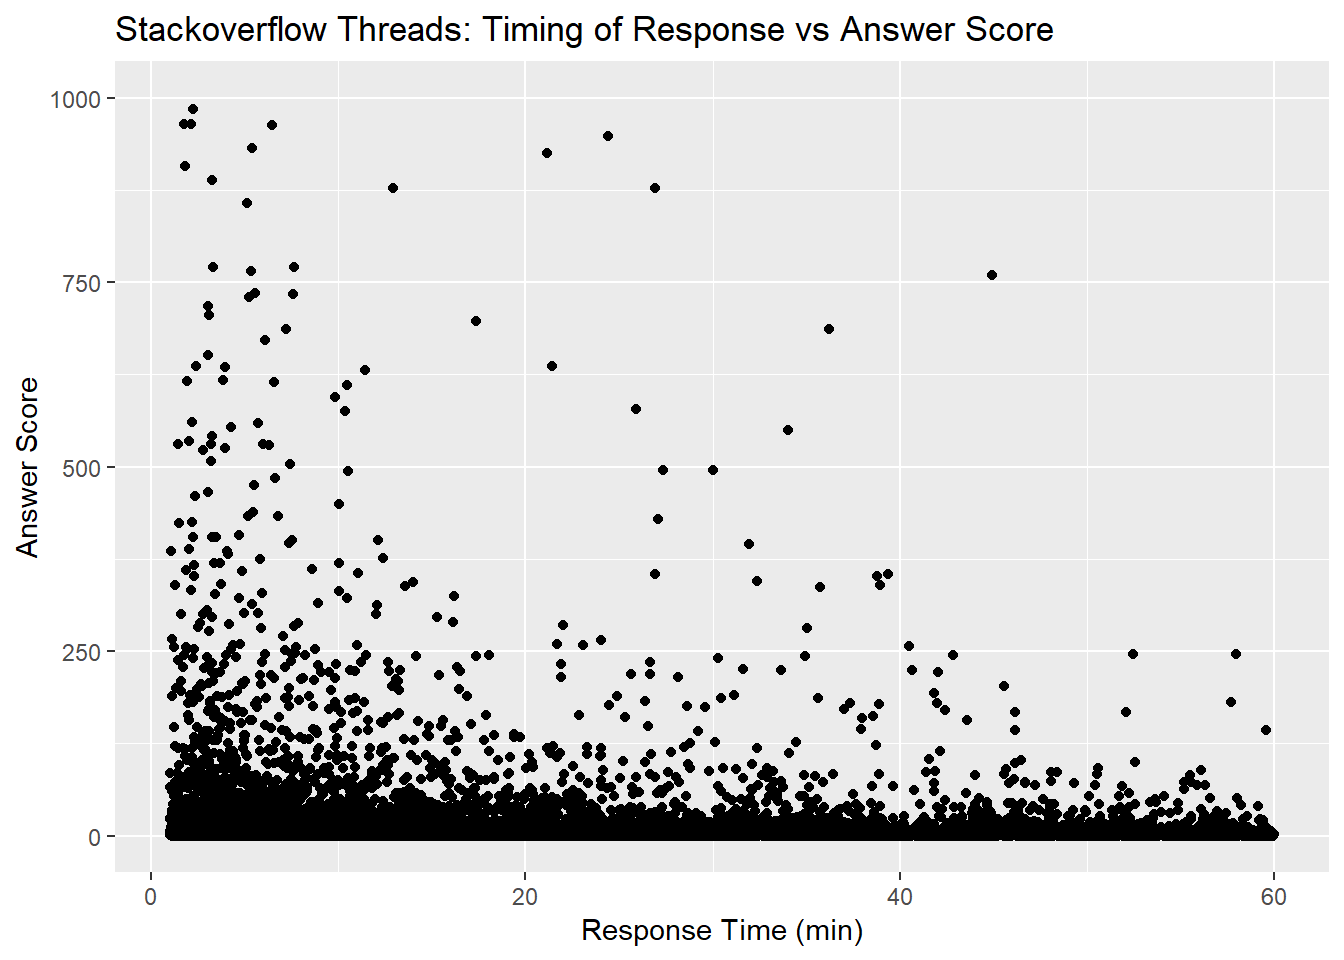 Stackoverflow Threads: Timing of Response vs Answer Score
1000
750
500
250
0
Answer Score
0 20 40 60
Response Time (min)